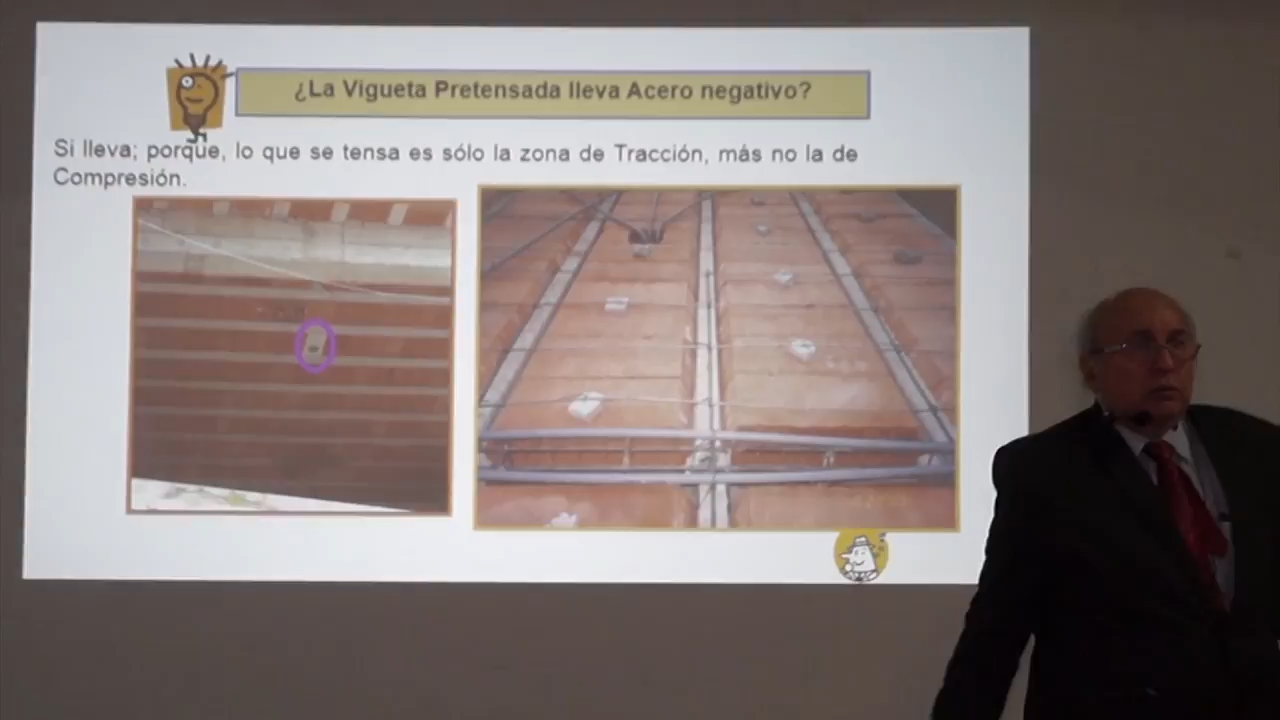 ¿La Vigueta Pretensada lleva Acero negativo?
Si lleva; porque, lo que se tensa es sólo la zona de Tracción, más no la de
Compresión.